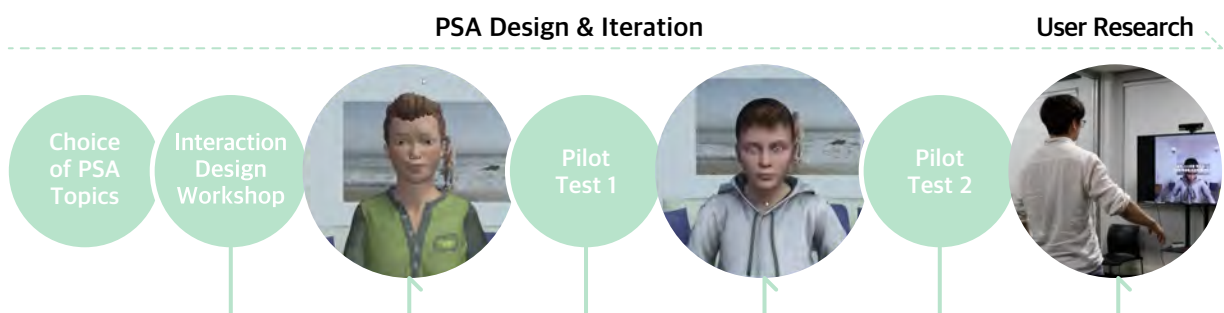 PSA Design & Iteration
User Research
Choice
of PSA
Topics
Interaction
Design
Workshop
Pilot
Test 1
Pilot
Test 2